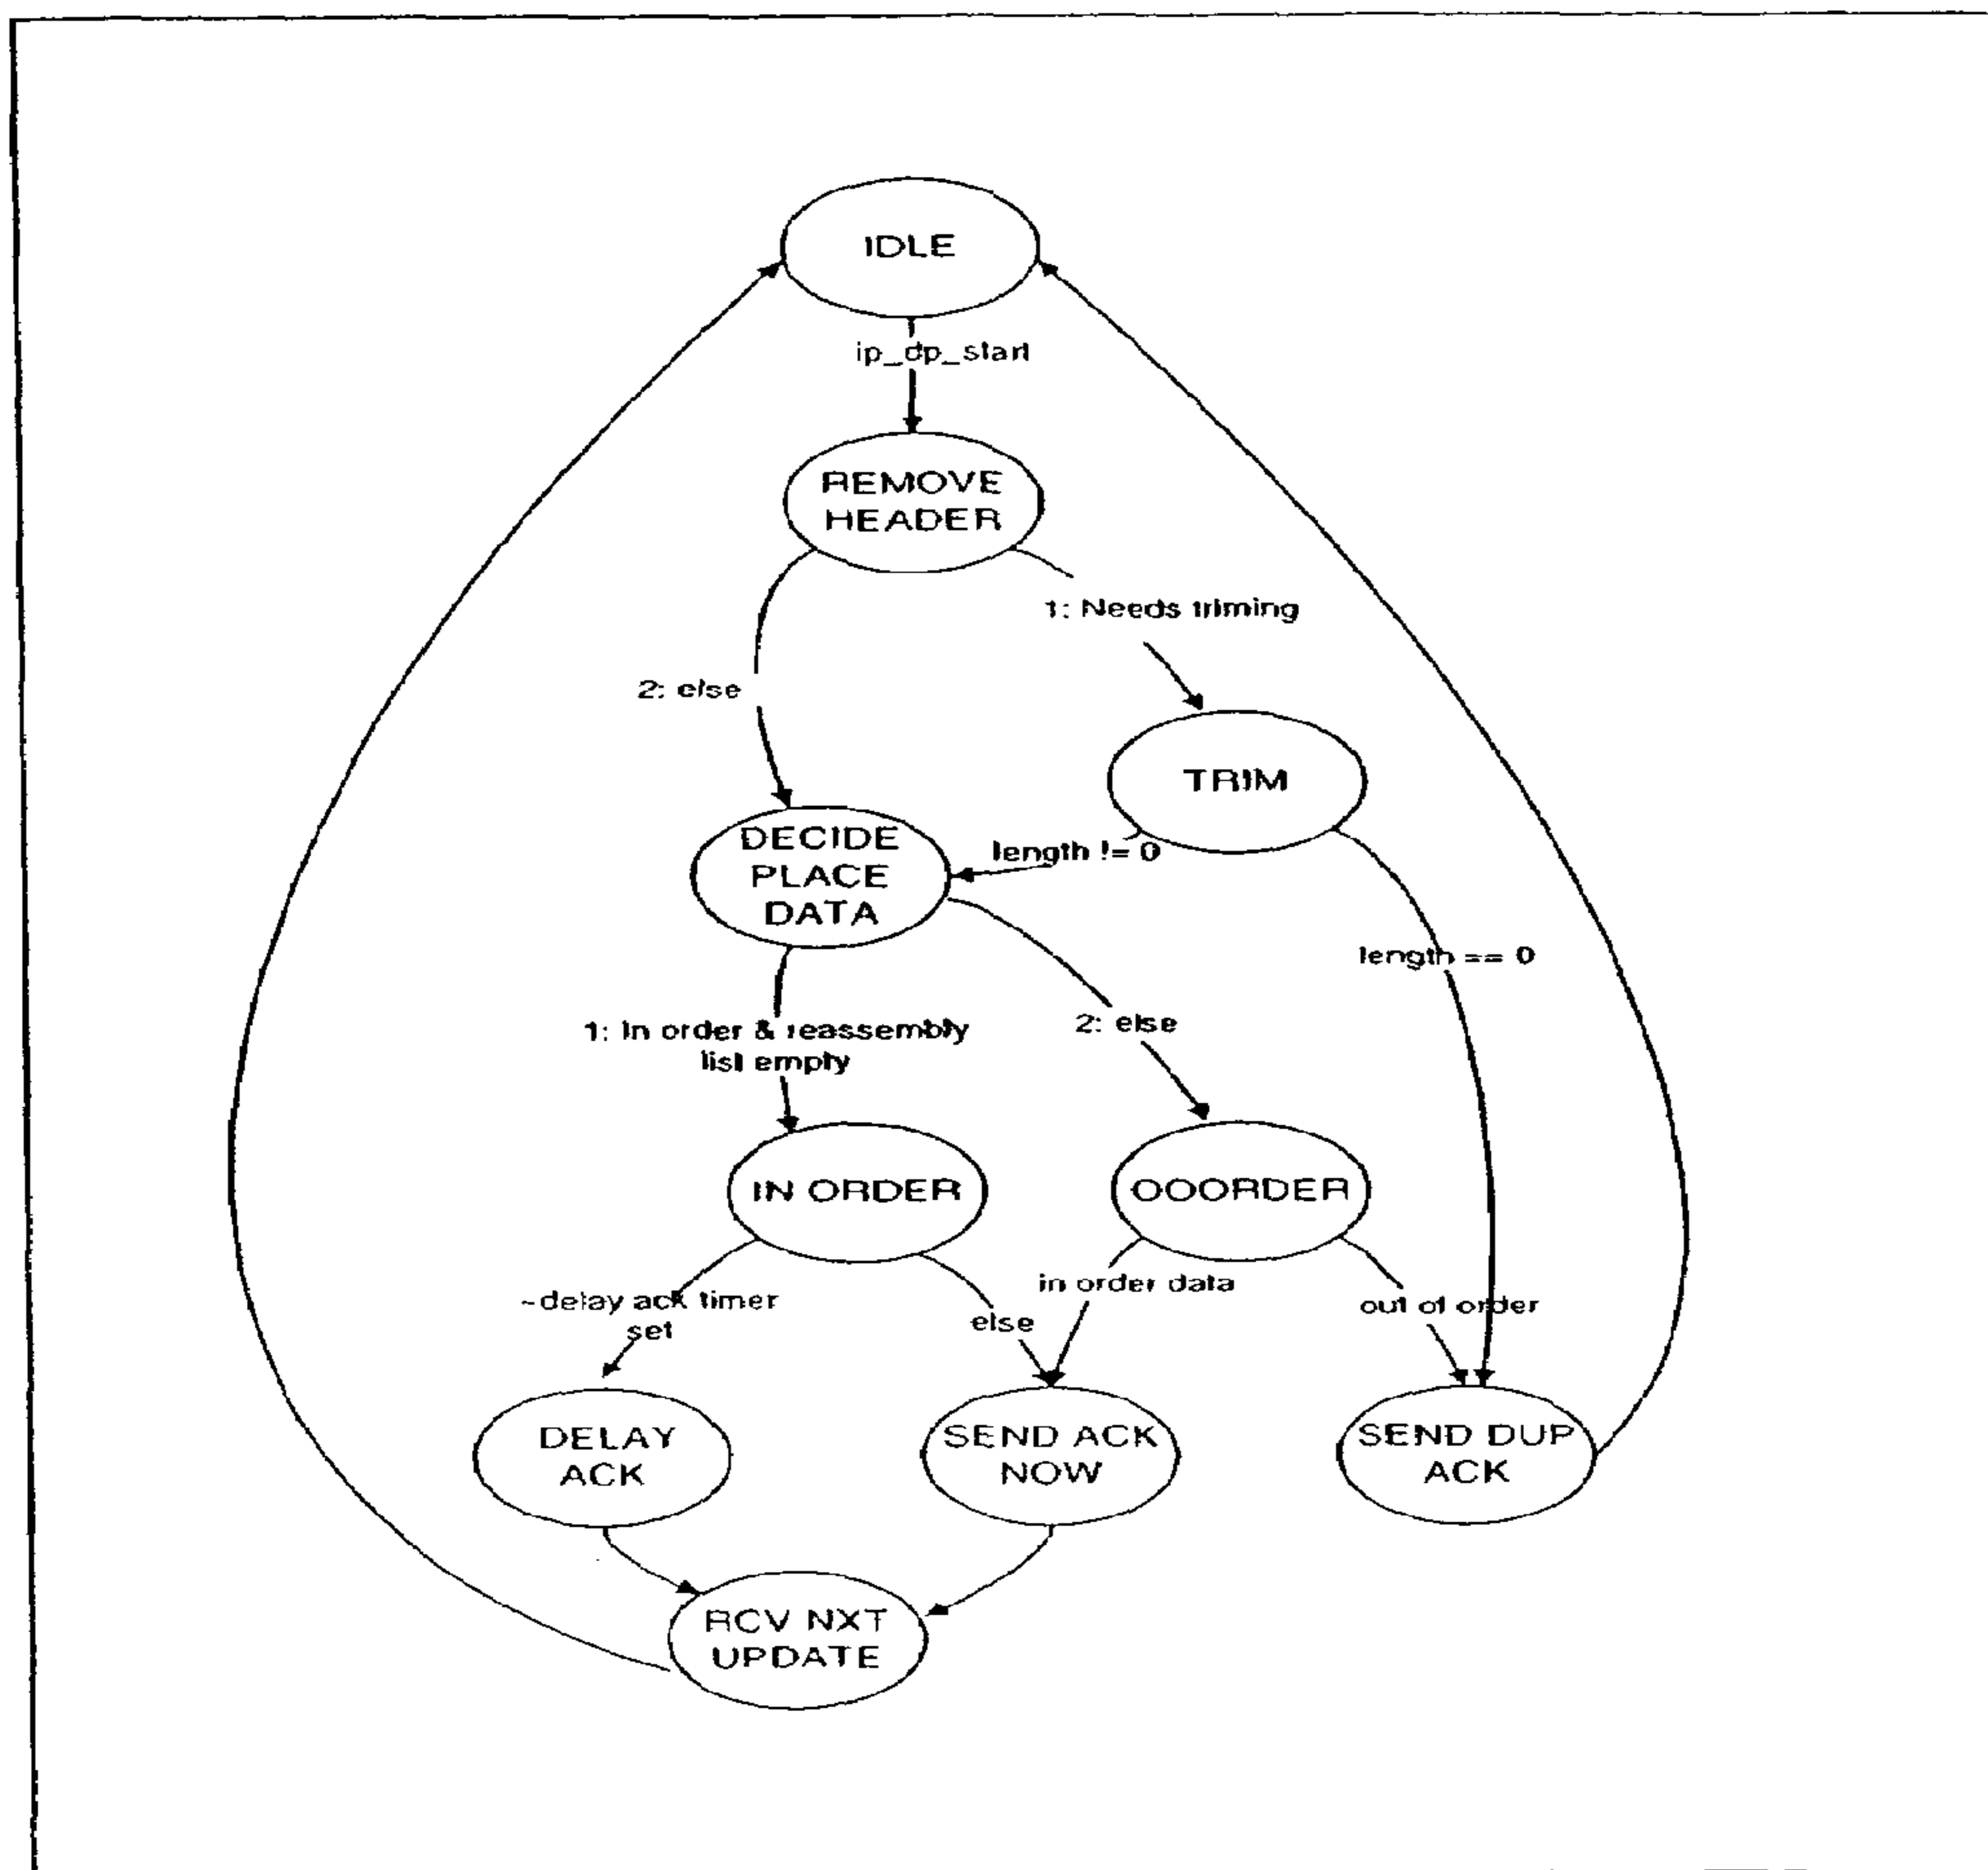 IDLE
ip_dp_start
REMOVE
HEADER
1: Needs triming
2: else
TRIM
DECIDE
PLACE
DATA
length != 0
length == 0
1: In order & reassembly
list empty
2: else
IN ORDER
OOORDER
~delay ack timer
set
else
in order data
out of order
DELAY
ACK
SEND ACK
NOW
SEND DUP
ACK
RCV NXT
UPDATE